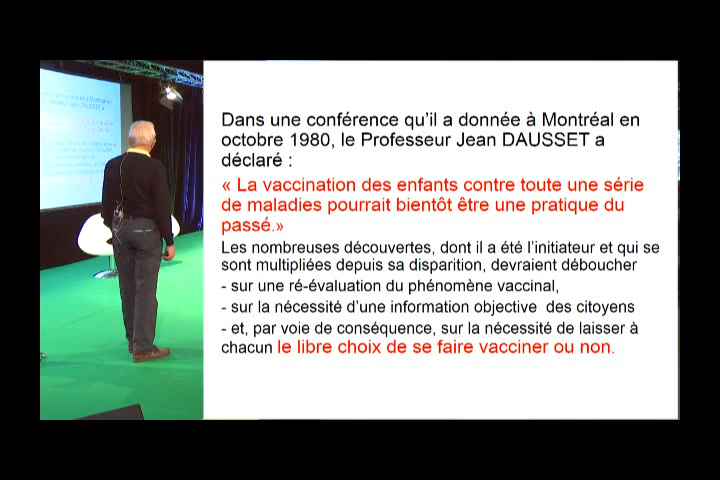 Dans une conférence qu'il a donnée à Montréal en
octobre 1980, le Professeur Jean DAUSSET a
déclaré :
« La vaccination des enfants contre toute une série
de maladies pourrait bientôt être une pratique du
passé.»
Les nombreuses découvertes, dont il a été l'initiateur et qui se
sont multipliées depuis sa disparition, devraient déboucher
- sur une ré-évaluation du phénomène vaccinal,
- sur la nécessité d'une information objective des citoyens
- et, par voie de conséquence, sur la nécessité de laisser à
chacun le libre choix de se faire vacciner ou non.